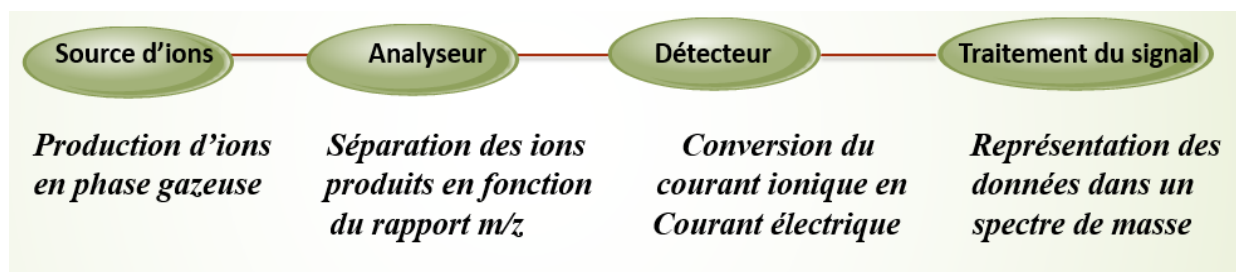 Source d'ions
Analyseur
Détecteur
Traitement du signal
Production d'ions
en phase gazeuse
Séparation des ions
produits en fonction
du rapport m/z
Conversion du
courant ionique en
Courant électrique
Représentation des
données dans un
spectre de masse